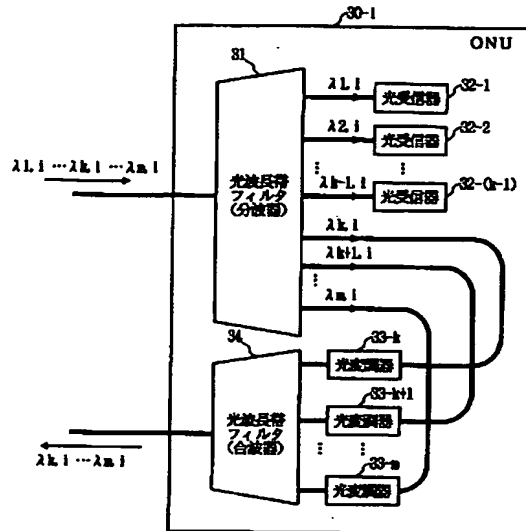 30-1
ONU
31
λ1,i
32-1
光受信器
λ2,i
32-2
光受信器
λ1,i …λk,i …λm,i
λk-1,i
32-(k-1)
光受信器
光波長帯
フィルタ
(分波器)
λk,i
λk+1,i
λm,i
34
33-k
光変調器
光波長帯
フィルタ
(合波器)
33-k+1
光変調器
λk,i …λm,i
33-m
光変調器